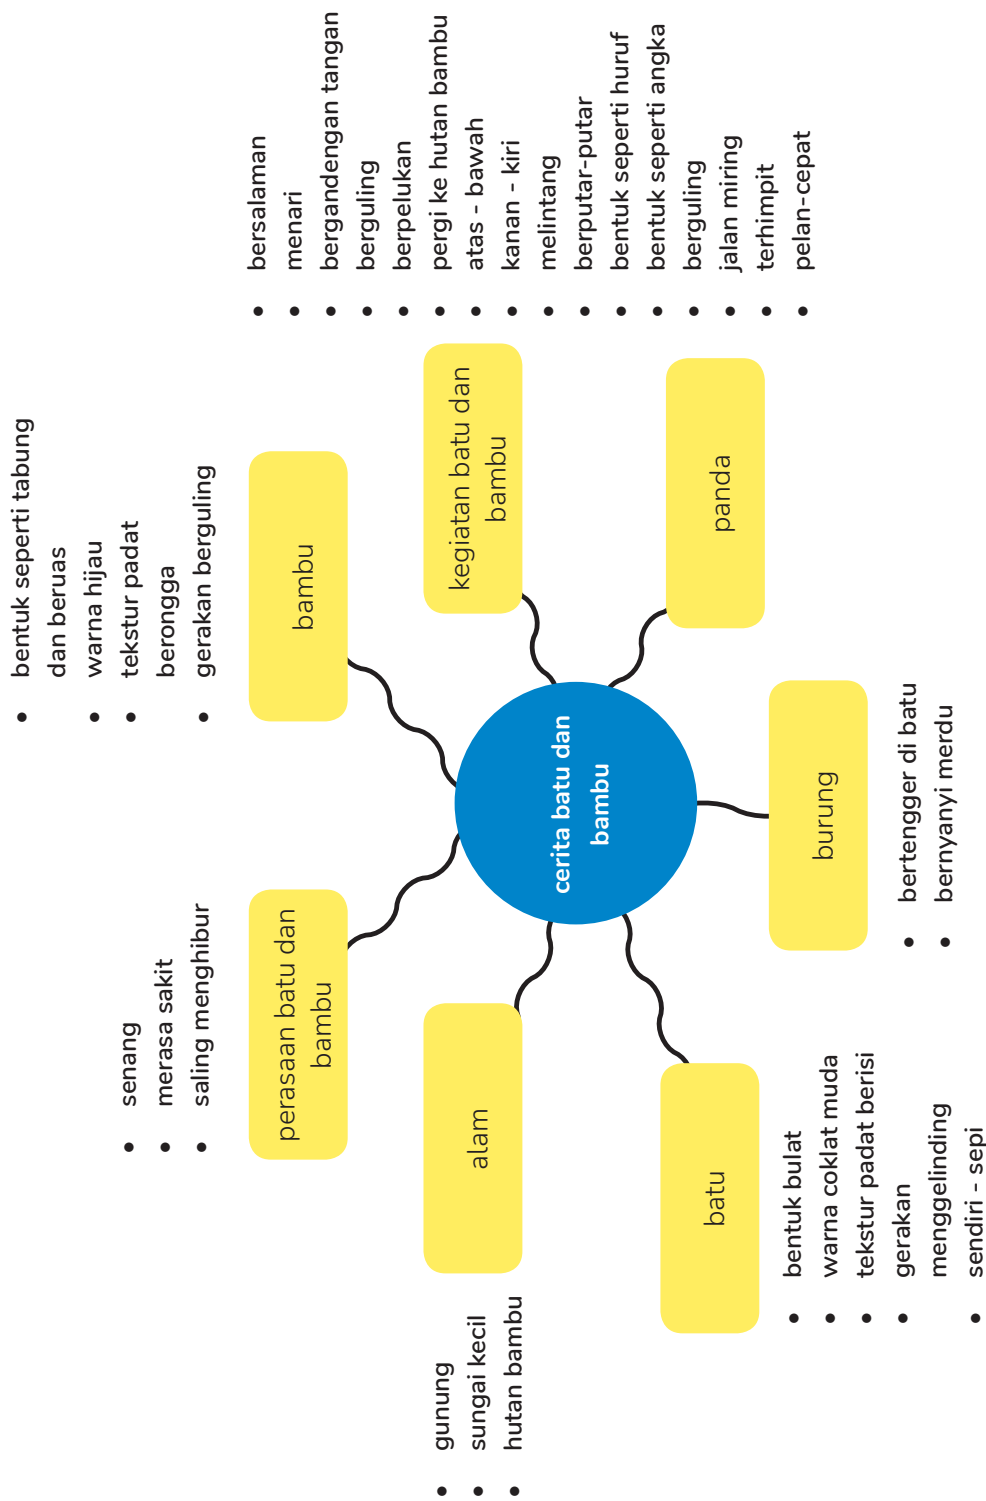 cerita batu dan
bambu
perasaan batu dan
bambu
senang
merasa sakit
saling menghibur
bambu
bentuk seperti tabung
dan beruas
warna hijau
tekstur padat
berongga
gerakan berguling
kegiatan batu dan
bambu
bersalaman
menari
bergandengan tangan
berguling
berpelukan
pergi ke hutan bambu
atas - bawah
kanan - kiri
melintang
berputar-putar
bentuk seperti huruf
bentuk seperti angka
berguling
jalan miring
terhimpit
pelan-cepat
panda
burung
bertengger di batu
bernyanyi merdu
batu
bentuk bulat
warna coklat muda
tekstur padat berisi
gerakan
menggelinding
sendiri - sepi
alam
gunung
sungai kecil
hutan bambu